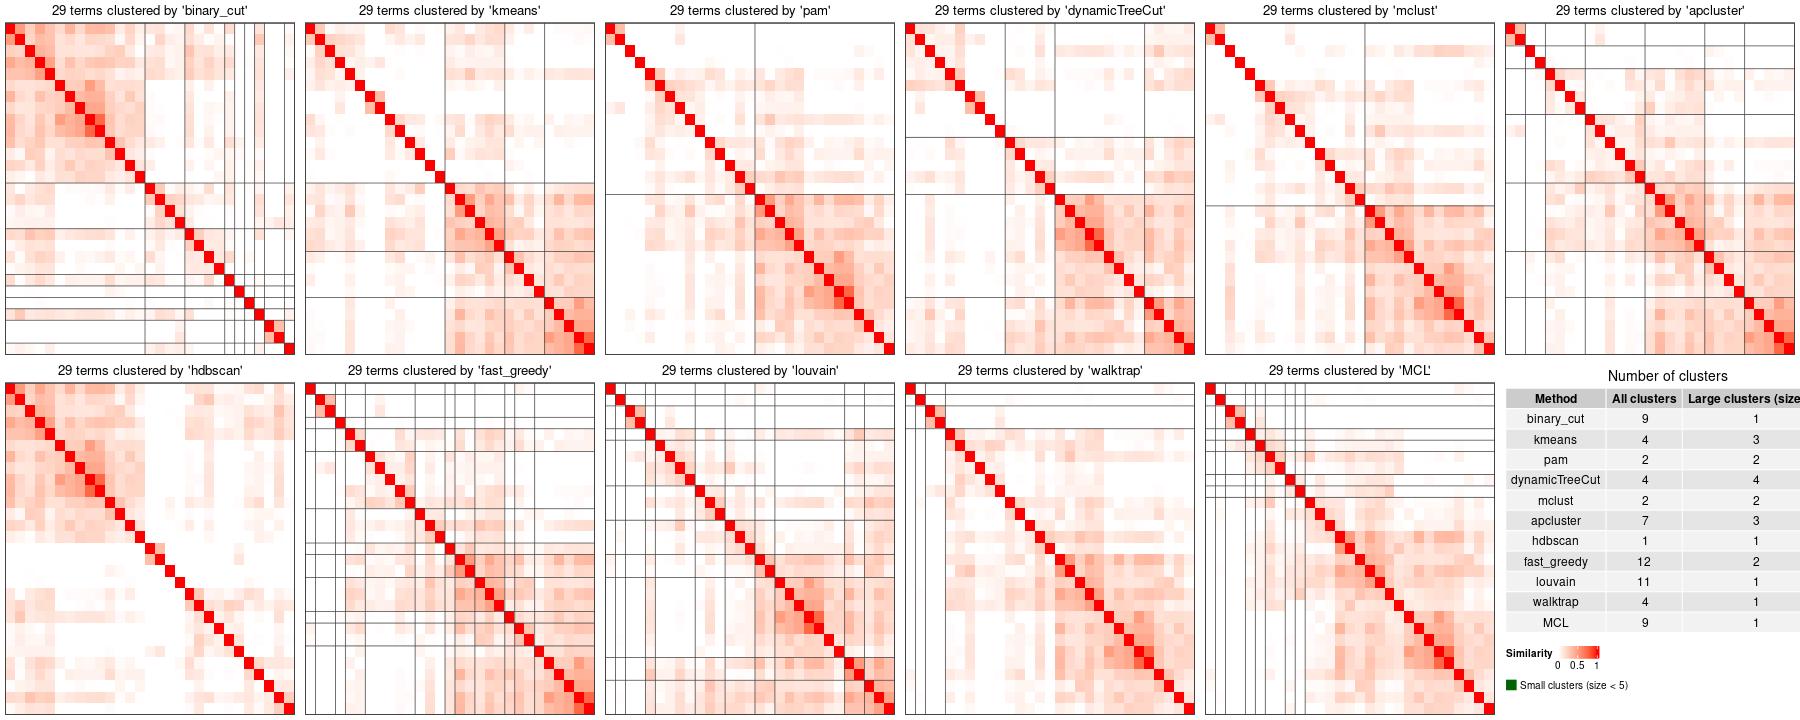 29 terms clustered by 'binary_cut'
29 terms clustered by 'kmeans'
29 terms clustered by 'pam'
29 terms clustered by 'dynamicTreeCut'
29 terms clustered by 'mclust'
29 terms clustered by 'apcluster'
29 terms clustered by 'hdbscan'
29 terms clustered by 'fast_greedy'
29 terms clustered by 'louvain'
29 terms clustered by 'walktrap'
29 terms clustered by 'MCL'
Number of clusters
Method All clusters Large clusters (size
binary_cut 9 1
kmeans 4 3
pam 2 2
dynamicTreeCut 4 4
mclust 2 2
apcluster 7 3
hdbscan 1 1
fast_greedy 12 2
louvain 11 1
walktrap 4 1
MCL 9 1
Similarity
0 0.5 1
Small clusters (size < 5)